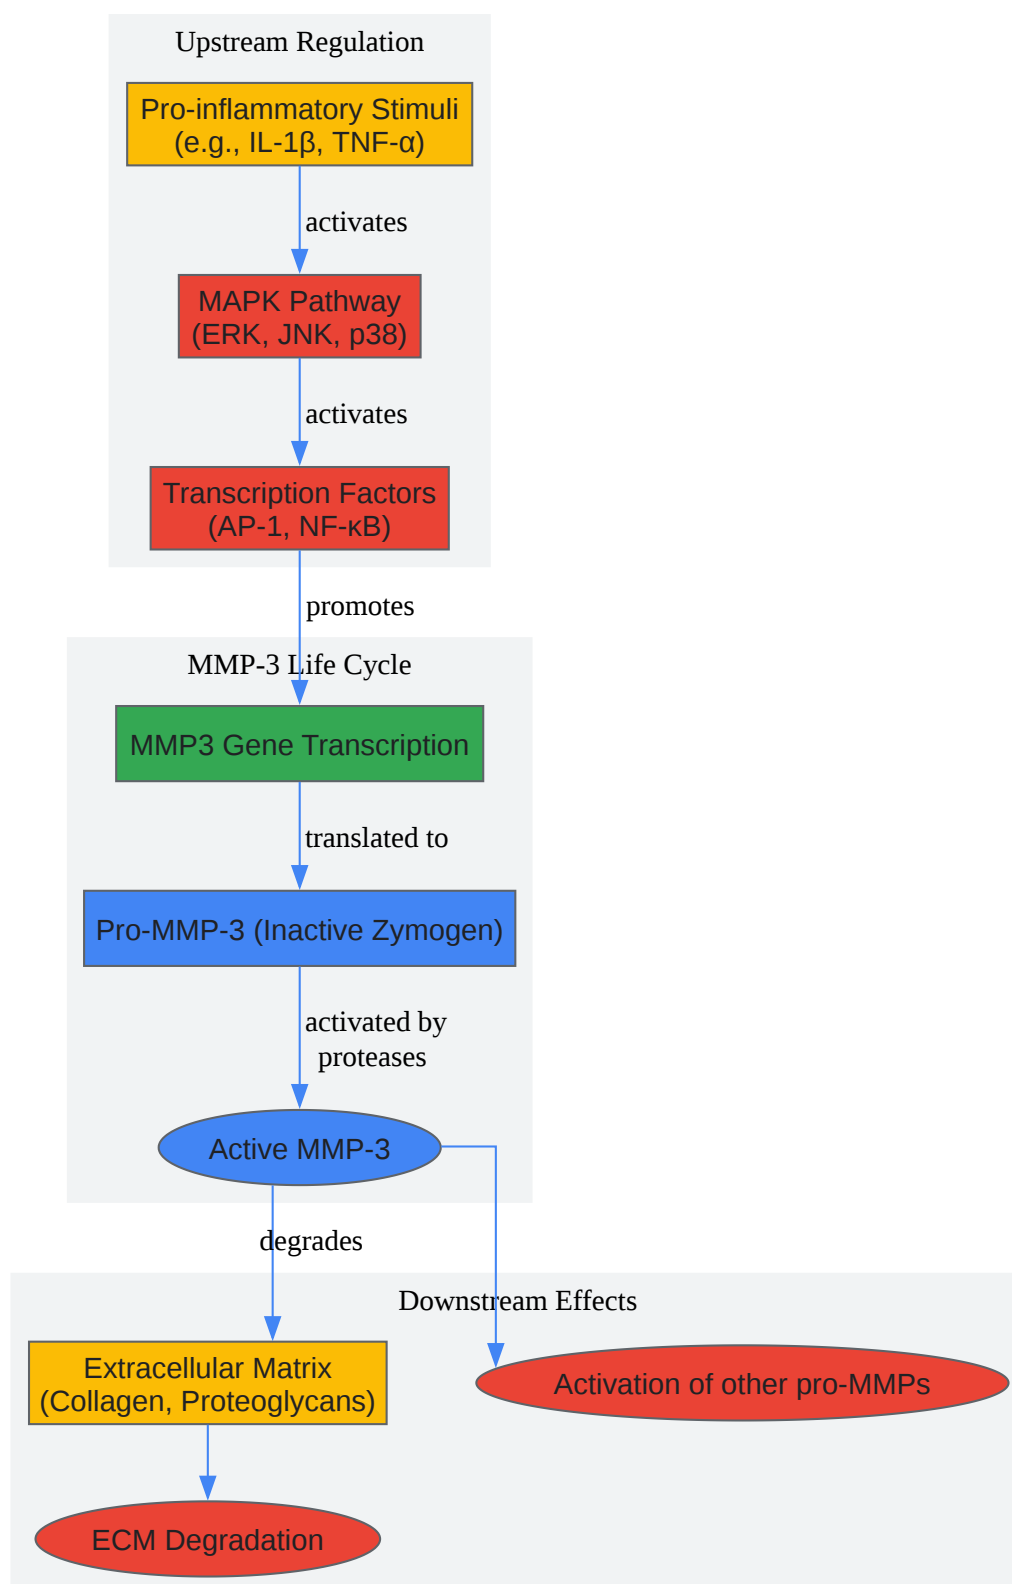 Upstream Regulation
Pro-inflammatory Stimuli
(e.g., IL-1β, TNF-α)
activates
MAPK Pathway
(ERK, JNK, p38)
activates
Transcription Factors
(AP-1, NF-κB)
promotes
MMP-3 Life Cycle
MMP3 Gene Transcription
translated to
Pro-MMP-3 (Inactive Zymogen)
activated by
proteases
Active MMP-3
degrades
Downstream Effects
Extracellular Matrix
(Collagen, Proteoglycans)
Activation of other pro-MMPs
ECM Degradation